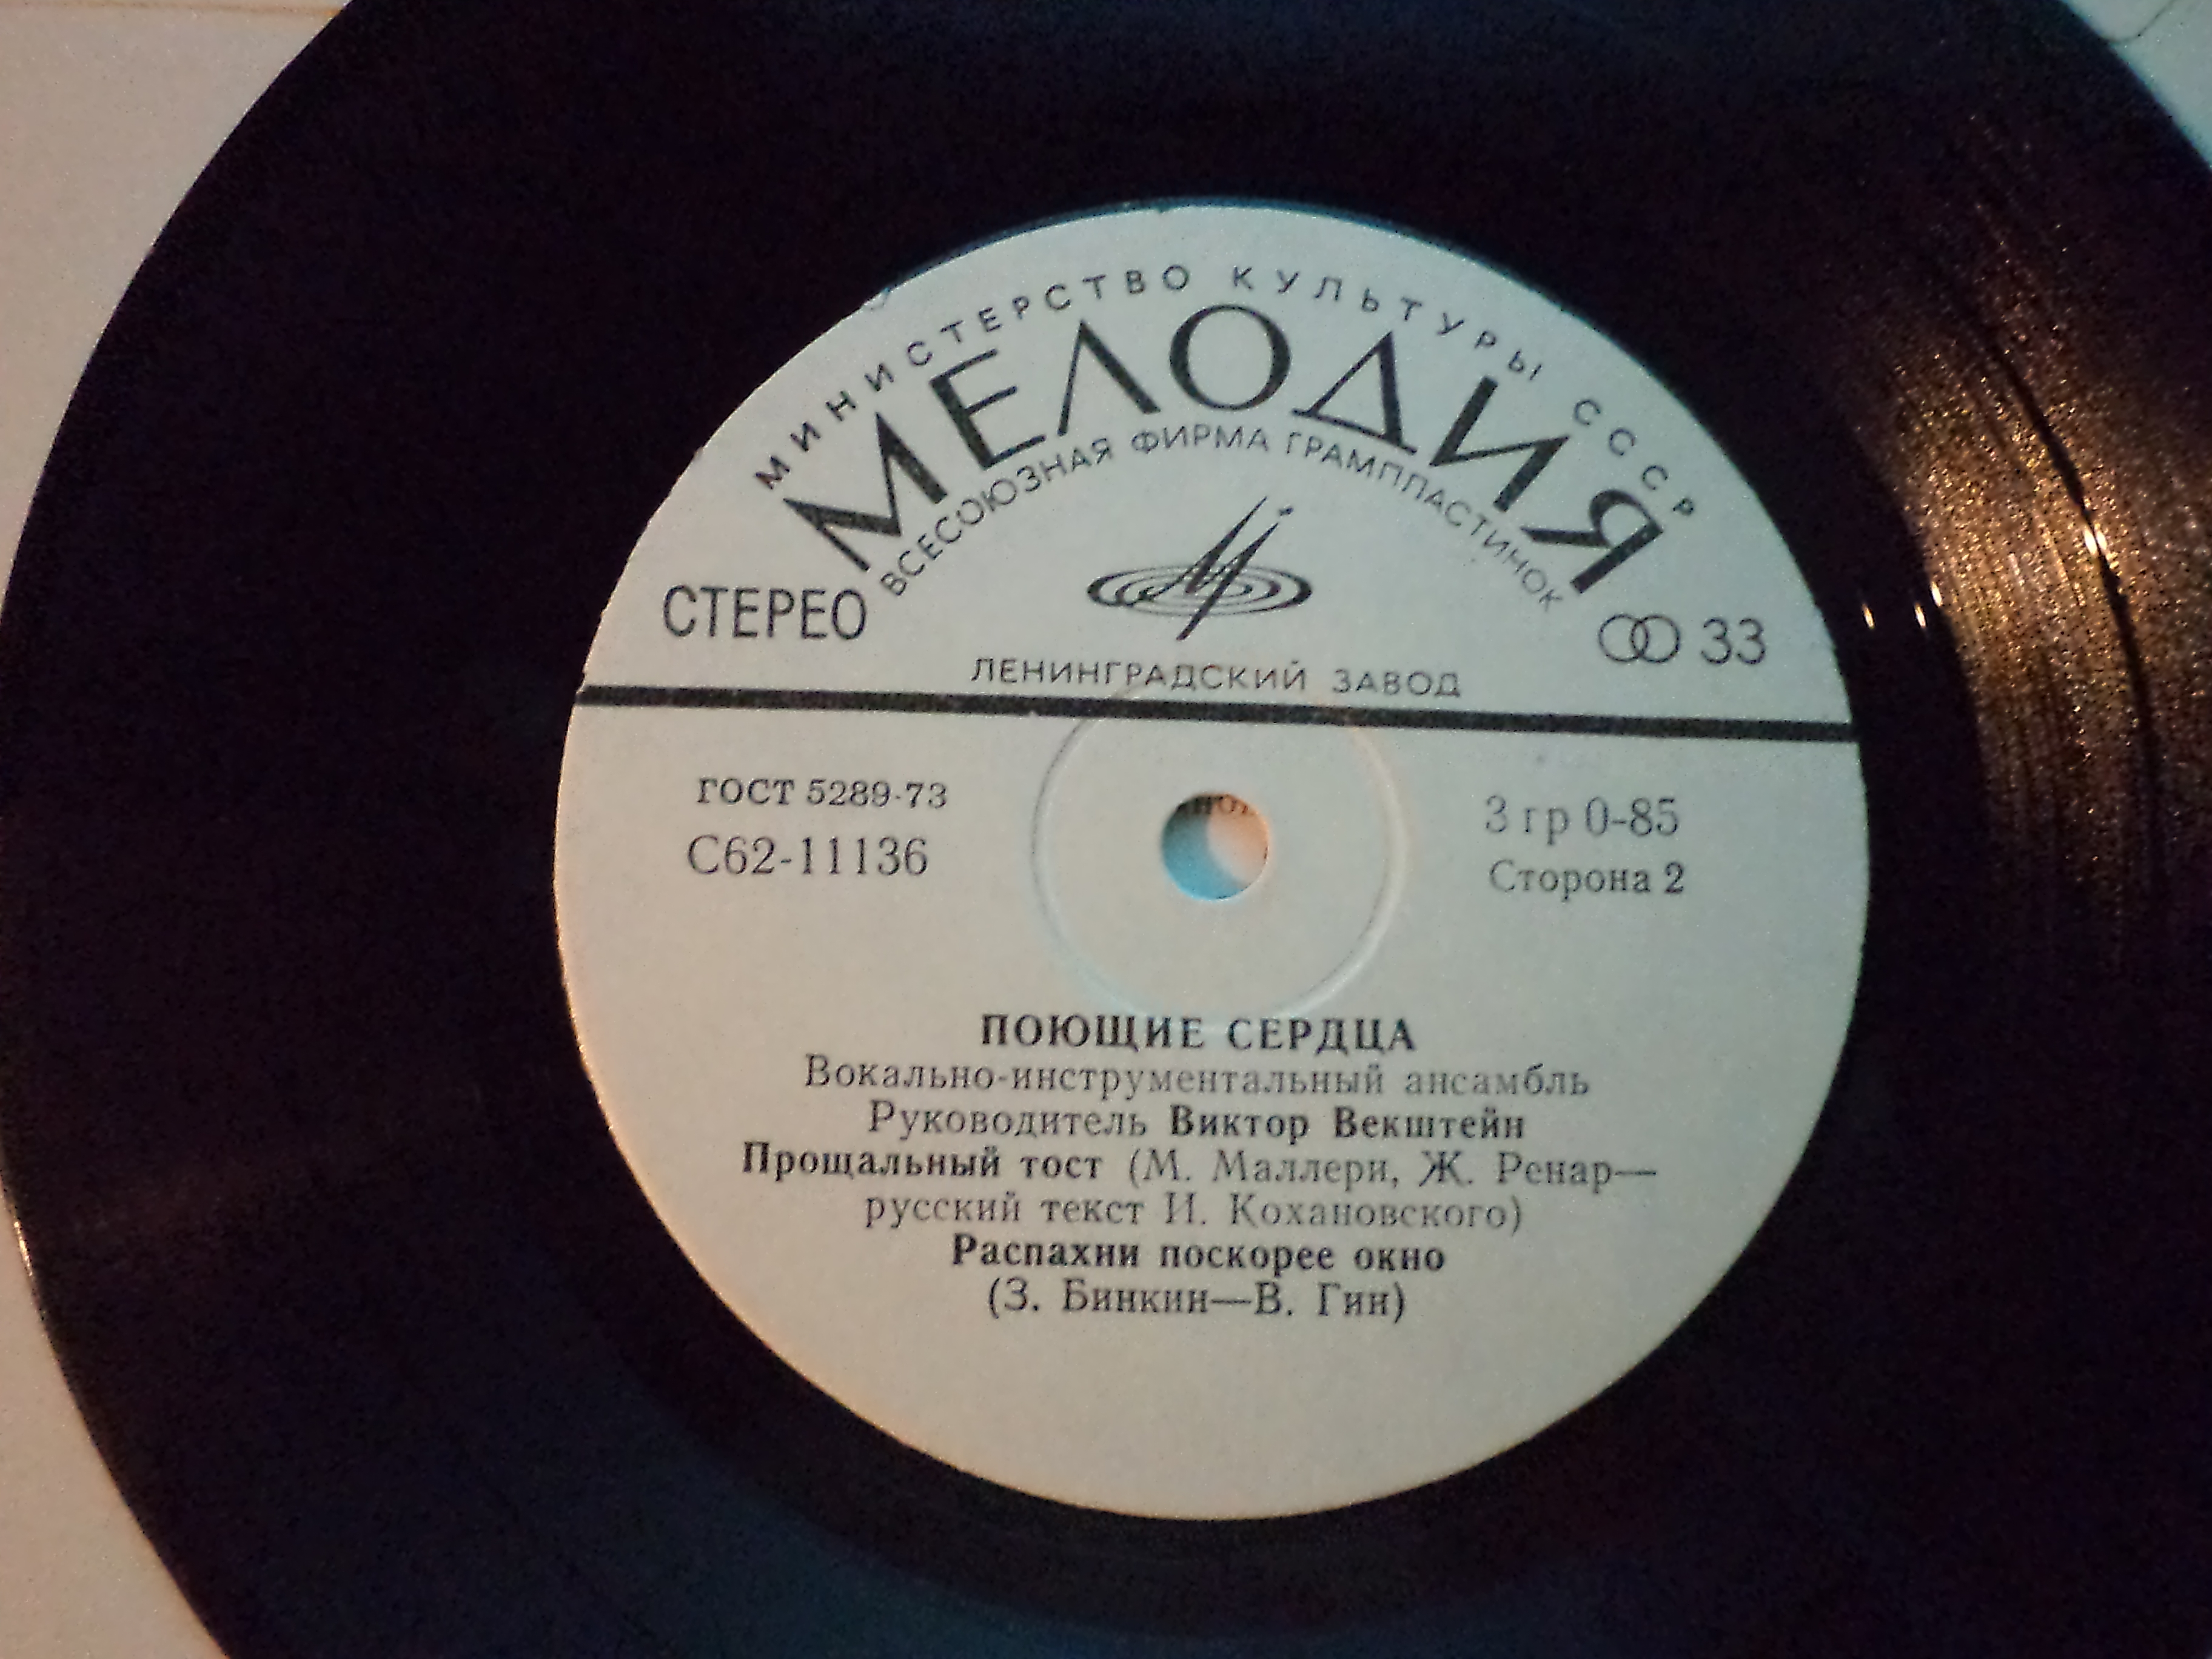 МИНИСТЕРСТВО КУЛЬТУРЫ СССР
МЕЛОДИЯ
ВСЕСОЮЗНАЯ ФИРМА ГРАМПЛАСТИНОК
СТЕРЕО
33
ЛЕНИНГРАДСКИЙ ЗАВОД
ГОСТ 5289-73
С62-11136
3 гр 0-85
Сторона 2
ПОЮЩИЕ СЕРДЦА
Вокально-инструментальный ансамбль
Руководитель Виктор Векштейн
Прощальный тост (М. Маллери, Ж. Ренар—
русский текст И. Кохановского)
Распахни поскорее окно
(З. Бинкин—В. Гин)